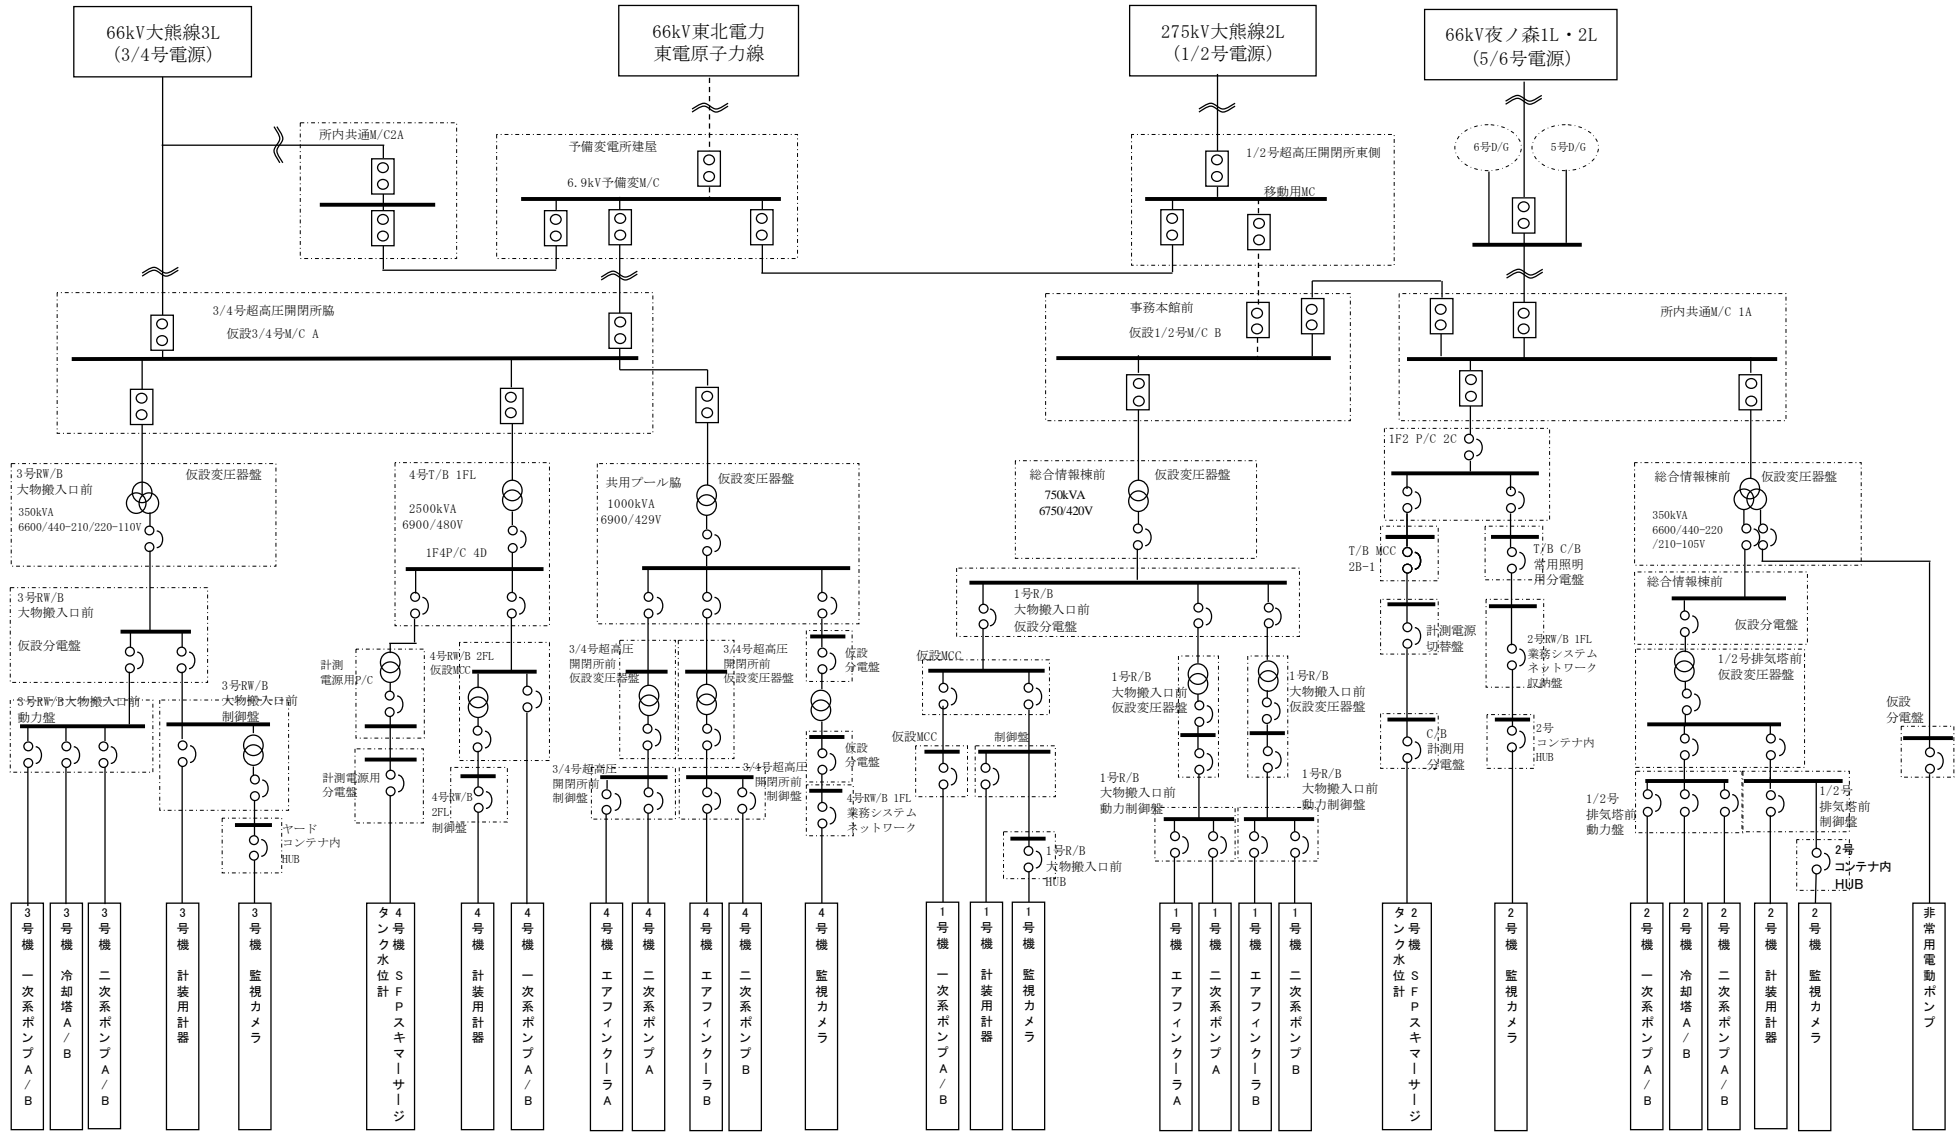 66kV大熊線3L
(3/4号電源)
66kV東北電力
東電原子力線
275kV大熊線2L
(1/2号電源)
66kV夜ノ森1L・2L
(5/6号電源)
所内共通M/C2A
予備変電所建屋
6.9kV予備変M/C
1/2号超高圧開閉所東側
移動用MC
6号D/G
5号D/G
3/4号超高圧開閉所脇
仮設3/4号M/C A
事務本館前
仮設1/2号M/C B
所内共通M/C 1A
3号RW/B
大物搬入口前
仮設変圧器盤
350kVA
6600/440-210/220-110V
4号T/B 1FL
2500kVA
6900/480V
1F4P/C 4D
共用プール脇
仮設変圧器盤
1000kVA
6900/429V
総合情報棟前
仮設変圧器盤
750kVA
6750/420V
1F2 P/C 2C
総合情報棟前
仮設変圧器盤
350kVA
6600/440-220
/210-105V
3号RW/B
大物搬入口前
仮設分電盤
1号R/B
大物搬入口前
仮設分電盤
T/B MCC
2B-1
T/B C/B
常用照明
用分電盤
総合情報棟前
仮設分電盤
計測
電源用P/C
4号RW/B 2FL
仮設MCC
3/4号超高圧
開閉所前
仮設変圧器盤
3/4号超高圧
開閉所前
仮設変圧器盤
仮設
分電盤
仮設MCC
1号R/B
大物搬入口前
仮設変圧器盤
1号R/B
大物搬入口前
仮設変圧器盤
計測電源
切替盤
2号RW/B 1FL
業務システム
ネットワーク
収納盤
1/2号排気塔前
仮設変圧器盤
仮設
分電盤
3号RW/B大物搬入口前
動力盤
3号RW/B
大物搬入口前
制御盤
計測電源用
分電盤
4号RW/B
2FL
制御盤
3/4号超高圧
開閉所前
制御盤
3/4号超高圧
開閉所前
制御盤
仮設
分電盤
4号RW/B 1FL
業務システム
ネットワーク
仮設MCC
制御盤
1号R/B
大物搬入口前
動力制御盤
1号R/B
大物搬入口前
動力制御盤
C/B
計測用
分電盤
2号
コンテナ内
HUB
1/2号
排気塔前
動力盤
1/2号
排気塔前
制御盤
ヤード
コンテナ内
HUB
1号R/B
大物搬入口前
HUB
2号
コンテナ内
HUB
3号機 一次系ポンプA/B
3号機 冷却塔A/B
3号機 二次系ポンプA/B
3号機 計装用計器
3号機 監視カメラ
4号機 SFPスキマーサージ
タンク水位計
4号機 計装用計器
4号機 一次系ポンプA/B
4号機 エアフィンクーラA
4号機 二次系ポンプA
4号機 エアフィンクーラB
4号機 二次系ポンプB
4号機 監視カメラ
1号機 一次系ポンプA/B
1号機 計装用計器
1号機 監視カメラ
1号機 エアフィンクーラA
1号機 二次系ポンプA
1号機 エアフィンクーラB
1号機 二次系ポンプB
2号機 SFPスキマーサージ
タンク水位計
2号機 監視カメラ
2号機 一次系ポンプA/B
2号機 冷却塔A/B
2号機 二次系ポンプA/B
2号機 計装用計器
2号機 監視カメラ
非常用電動ポンプ